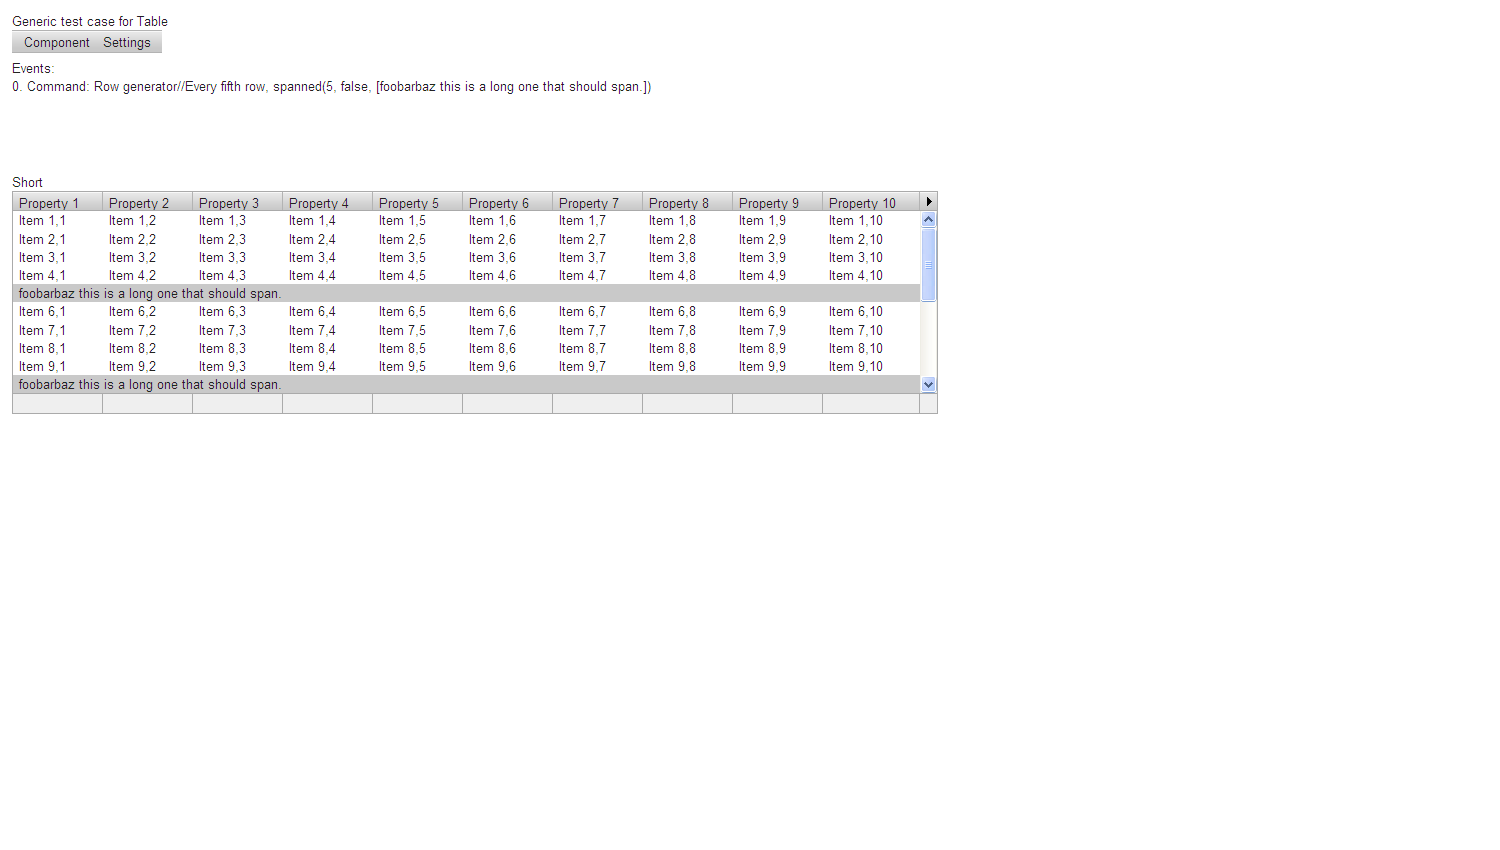 Generic test case for Table
Component Settings
Events:
0. Command: Row generator//Every fifth row, spanned(5, false, [foobarbaz this is a long one that should span.])
Short
Property 1 Property 2 Property 3 Property 4 Property 5 Property 6 Property 7 Property 8 Property 9 Property 10
Item 1,1 Item 1,2 Item 1,3 Item 1,4 Item 1,5 Item 1,6 Item 1,7 Item 1,8 Item 1,9 Item 1,10
Item 2,1 Item 2,2 Item 2,3 Item 2,4 Item 2,5 Item 2,6 Item 2,7 Item 2,8 Item 2,9 Item 2,10
Item 3,1 Item 3,2 Item 3,3 Item 3,4 Item 3,5 Item 3,6 Item 3,7 Item 3,8 Item 3,9 Item 3,10
Item 4,1 Item 4,2 Item 4,3 Item 4,4 Item 4,5 Item 4,6 Item 4,7 Item 4,8 Item 4,9 Item 4,10
foobarbaz this is a long one that should span.
Item 6,1 Item 6,2 Item 6,3 Item 6,4 Item 6,5 Item 6,6 Item 6,7 Item 6,8 Item 6,9 Item 6,10
Item 7,1 Item 7,2 Item 7,3 Item 7,4 Item 7,5 Item 7,6 Item 7,7 Item 7,8 Item 7,9 Item 7,10
Item 8,1 Item 8,2 Item 8,3 Item 8,4 Item 8,5 Item 8,6 Item 8,7 Item 8,8 Item 8,9 Item 8,10
Item 9,1 Item 9,2 Item 9,3 Item 9,4 Item 9,5 Item 9,6 Item 9,7 Item 9,8 Item 9,9 Item 9,10
foobarbaz this is a long one that should span.